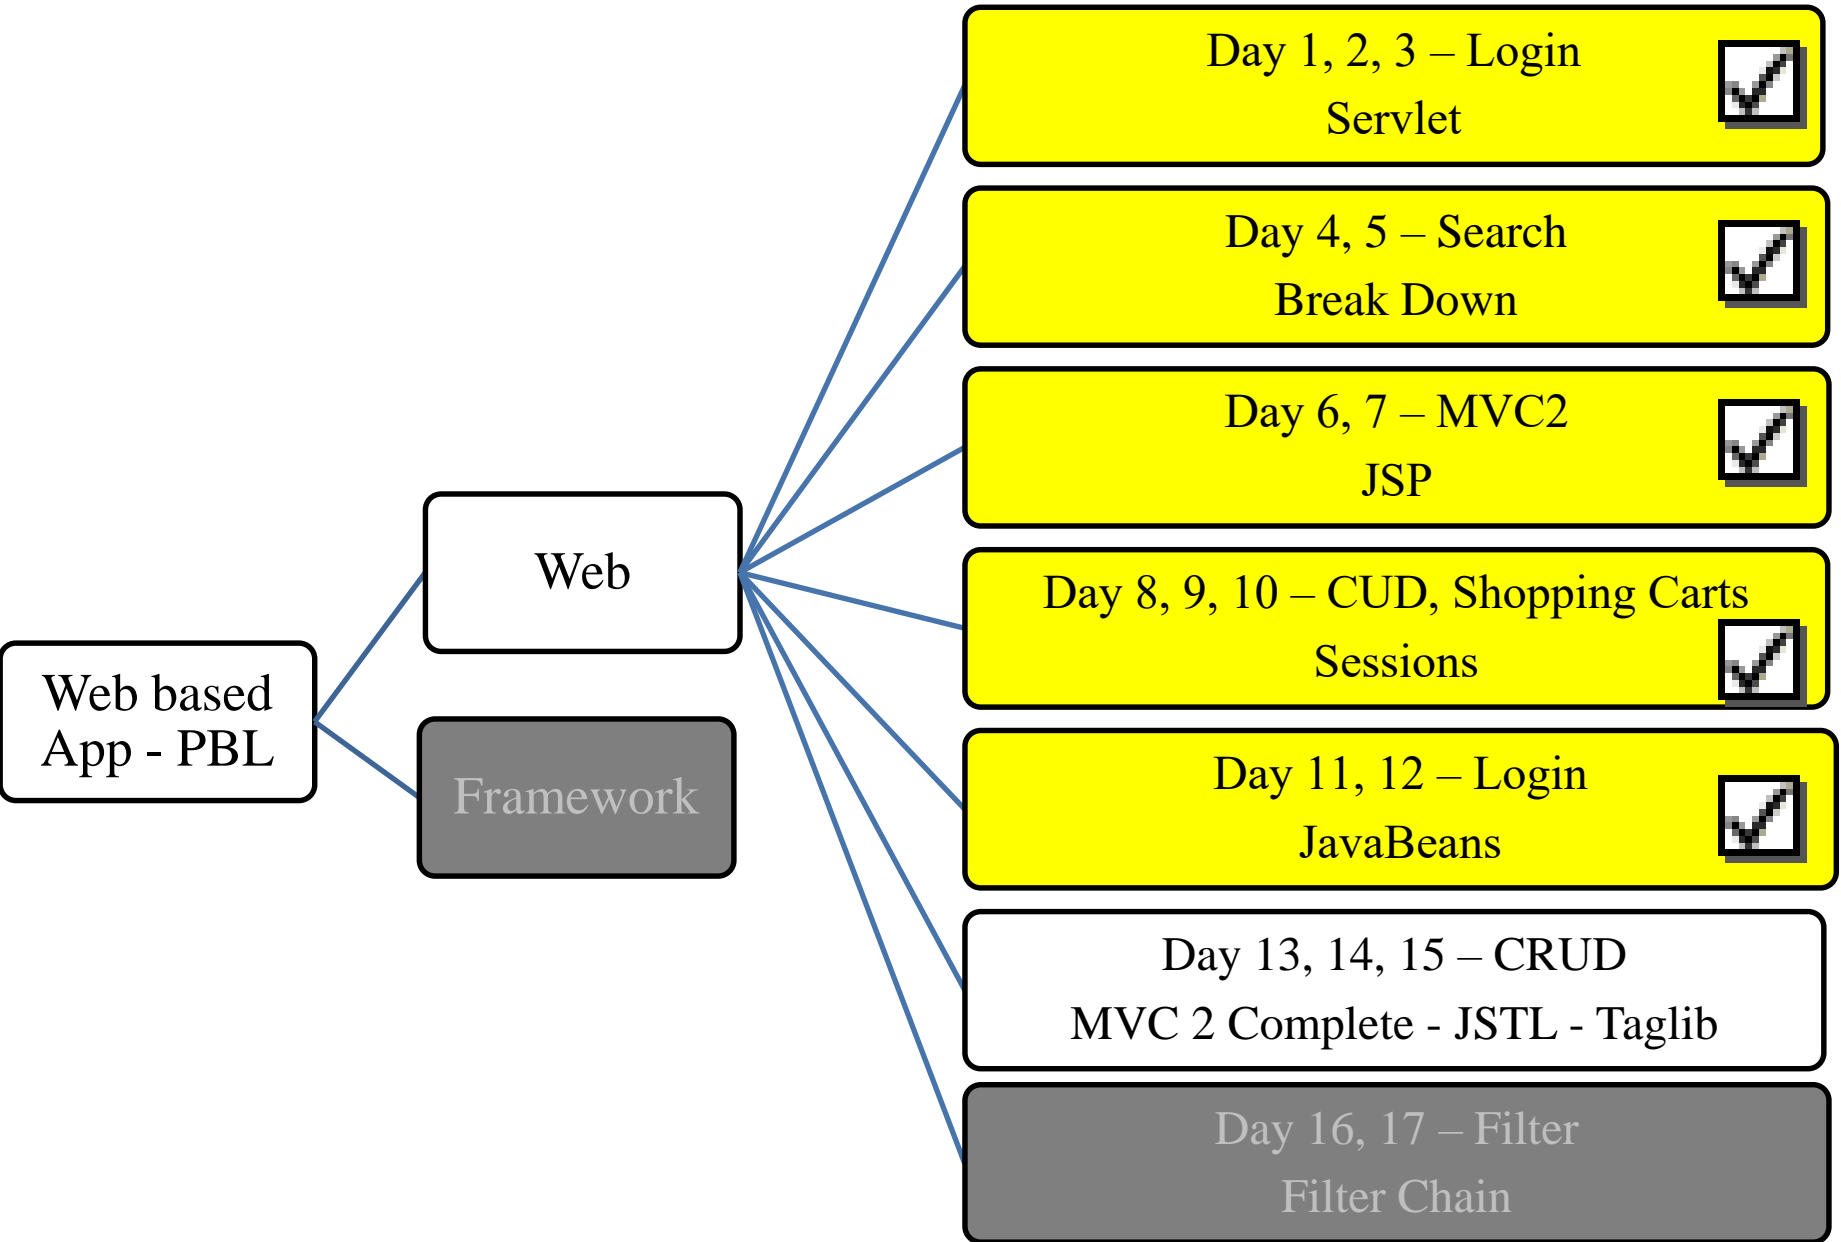 Web based
App - PBL
Web
Framework
Day 1, 2, 3 – Login
Servlet
Day 4, 5 – Search
Break Down
Day 6, 7 – MVC2
JSP
Day 8, 9, 10 – CUD, Shopping Carts
Sessions
Day 11, 12 – Login
JavaBeans
Day 13, 14, 15 – CRUD
MVC 2 Complete - JSTL - Taglib
Day 16, 17 – Filter
Filter Chain